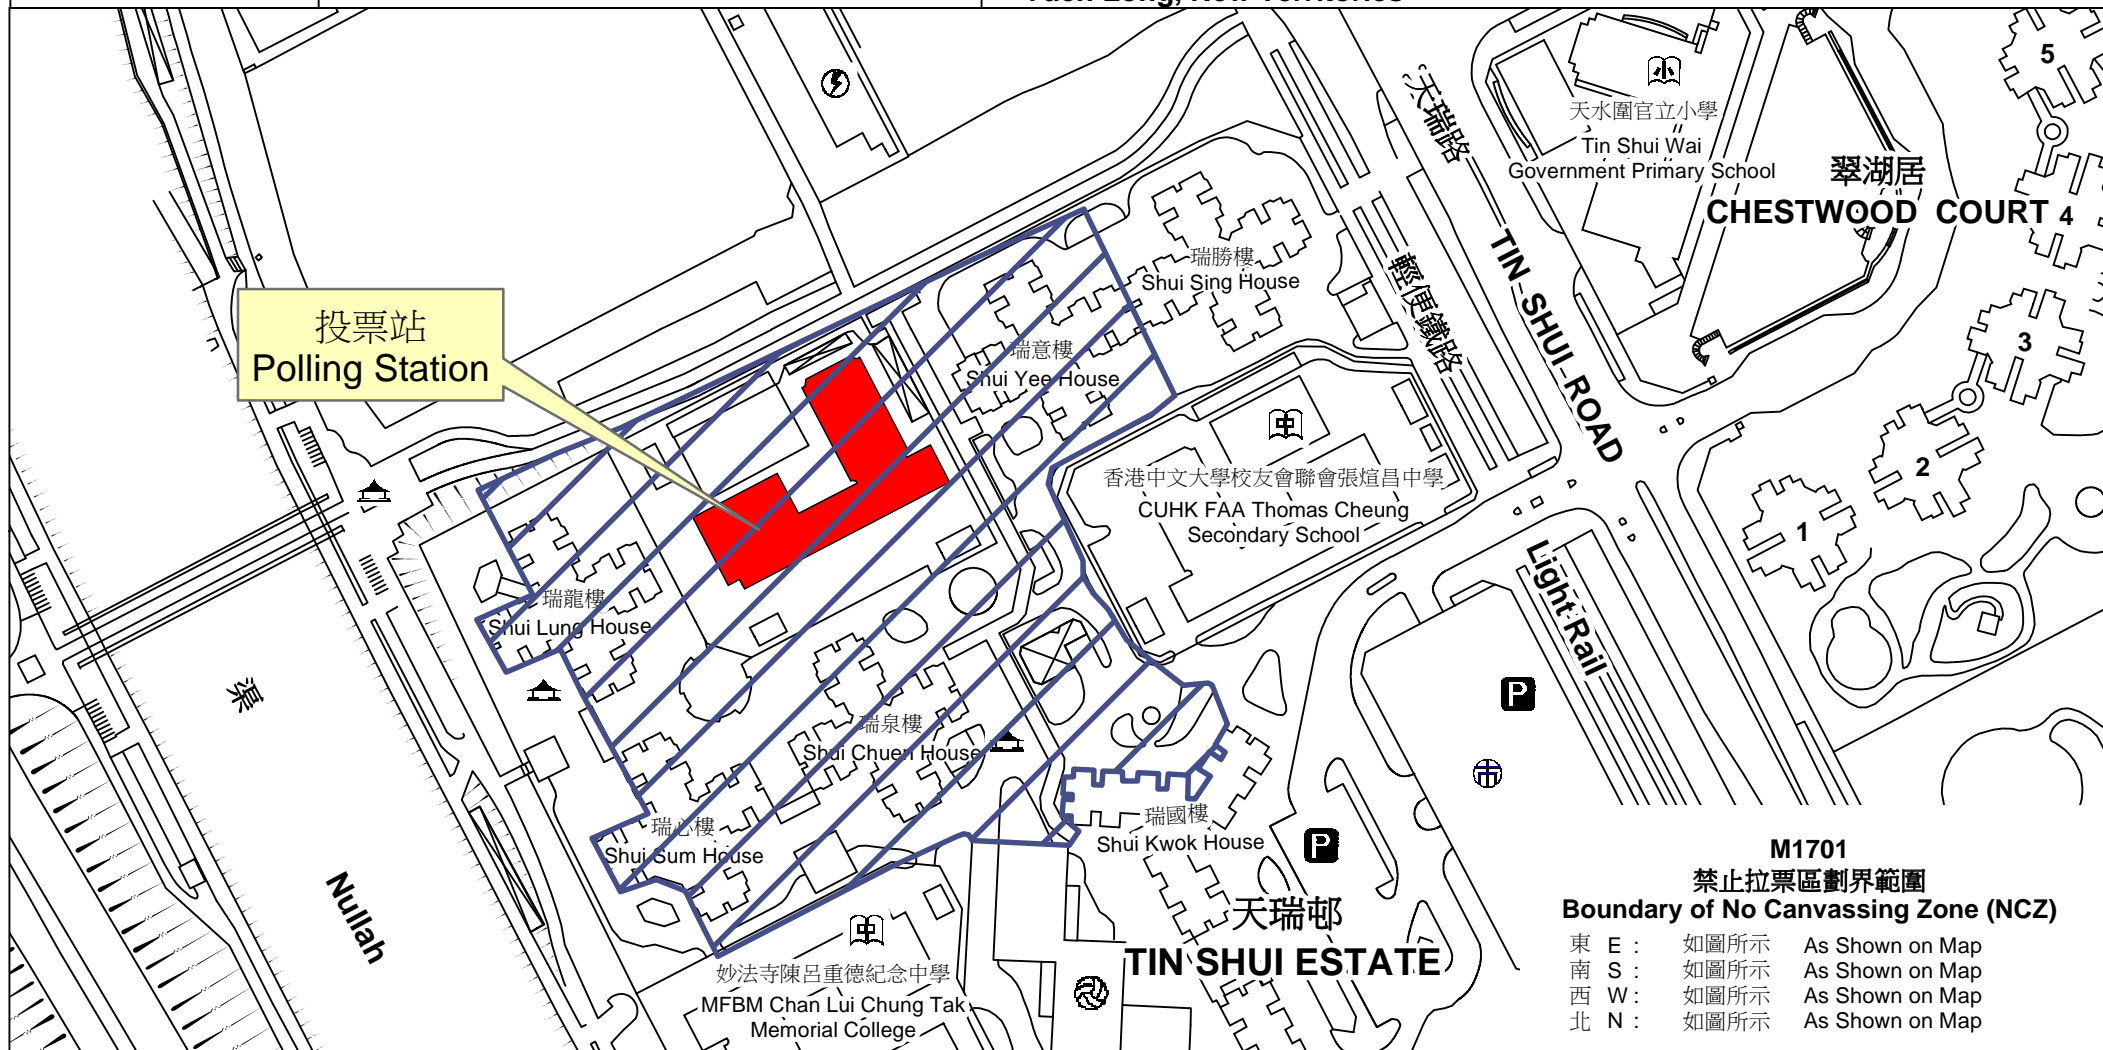 Yuen Long, New Territories
5
小
天水圍官立小學
Tin Shui Wai
Government Primary School
翠湖居
CHESTWOOD COURT
4
天瑞路
TIN SHUI ROAD
輕便鐵路
Light Rail
瑞勝樓
Shui Sing House
投票站
Polling Station
瑞意樓
Shui Yee House
3
中
香港中文大學校友會聯會張煊昌中學
CUHK FAA Thomas Cheung
Secondary School
2
1
瑞龍樓
Shui Lung House
渠
Nullah
瑞泉樓
Shui Chuen House
P
市
瑞心樓
Shui Sum House
瑞國樓
Shui Kwok House
P
天瑞邨
TIN SHUI ESTATE
中
妙法寺陳呂重德紀念中學
MFBM Chan Lui Chung Tak
Memorial College
M1701
禁止拉票區劃界範圍
Boundary of No Canvassing Zone (NCZ)
東 E : 如圖所示 As Shown on Map
南 S : 如圖所示 As Shown on Map
西 W : 如圖所示 As Shown on Map
北 N : 如圖所示 As Shown on Map